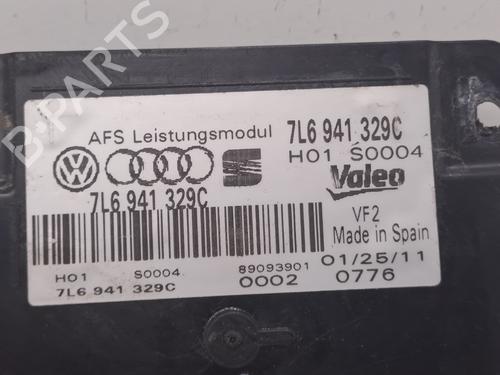 AFS Leistungsmodul 7L6 941 329C
H01 S0004
Valeo
7L6 941 329C
VF2
Made in Spain
H01 S0004 89093901 01/25/11
7L6 941 329C 0002 0776
B-PARTS